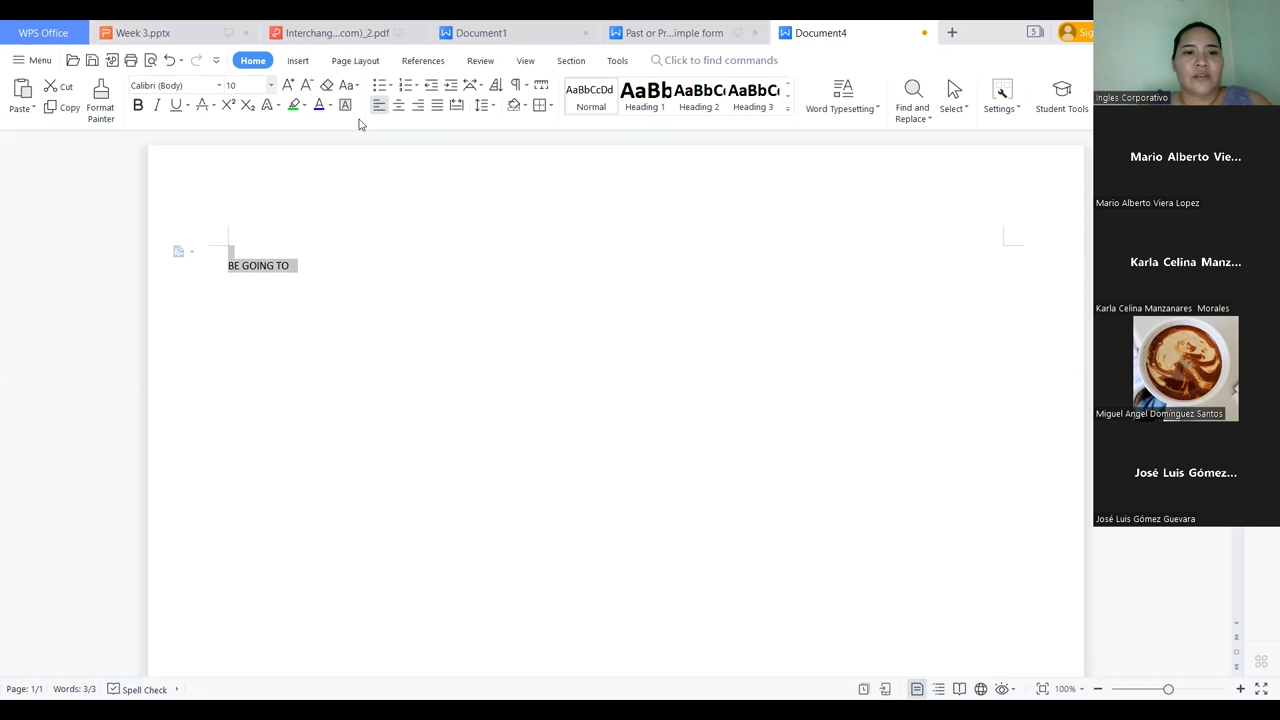 WPS Office
Week 3.pptx
Interchang...com)_2.pdf
Document1
Past or Pr...imple form
Document4
Sig
Menu
Home
Insert
Page Layout
References
Review
View
Section
Tools
Click to find commands
Paste
Cut
Copy
Format
Painter
Calibri (Body)
10
AaBbCcDd
Normal
AaBb
Heading 1
AaBbCc
Heading 2
AaBbCc
Heading 3
Word Typesetting
Find and
Replace
Select
Settings
Student Tools
BE GOING TO
Ingles Corporativo
Mario Alberto Vie...
Mario Alberto Viera Lopez
Karla Celina Manz...
Karla Celina Manzanares Morales
Miguel Angel Domínguez Santos
José Luis Gómez...
José Luis Gómez Guevara
Page: 1/1
Words: 3/3
Spell Check
100%